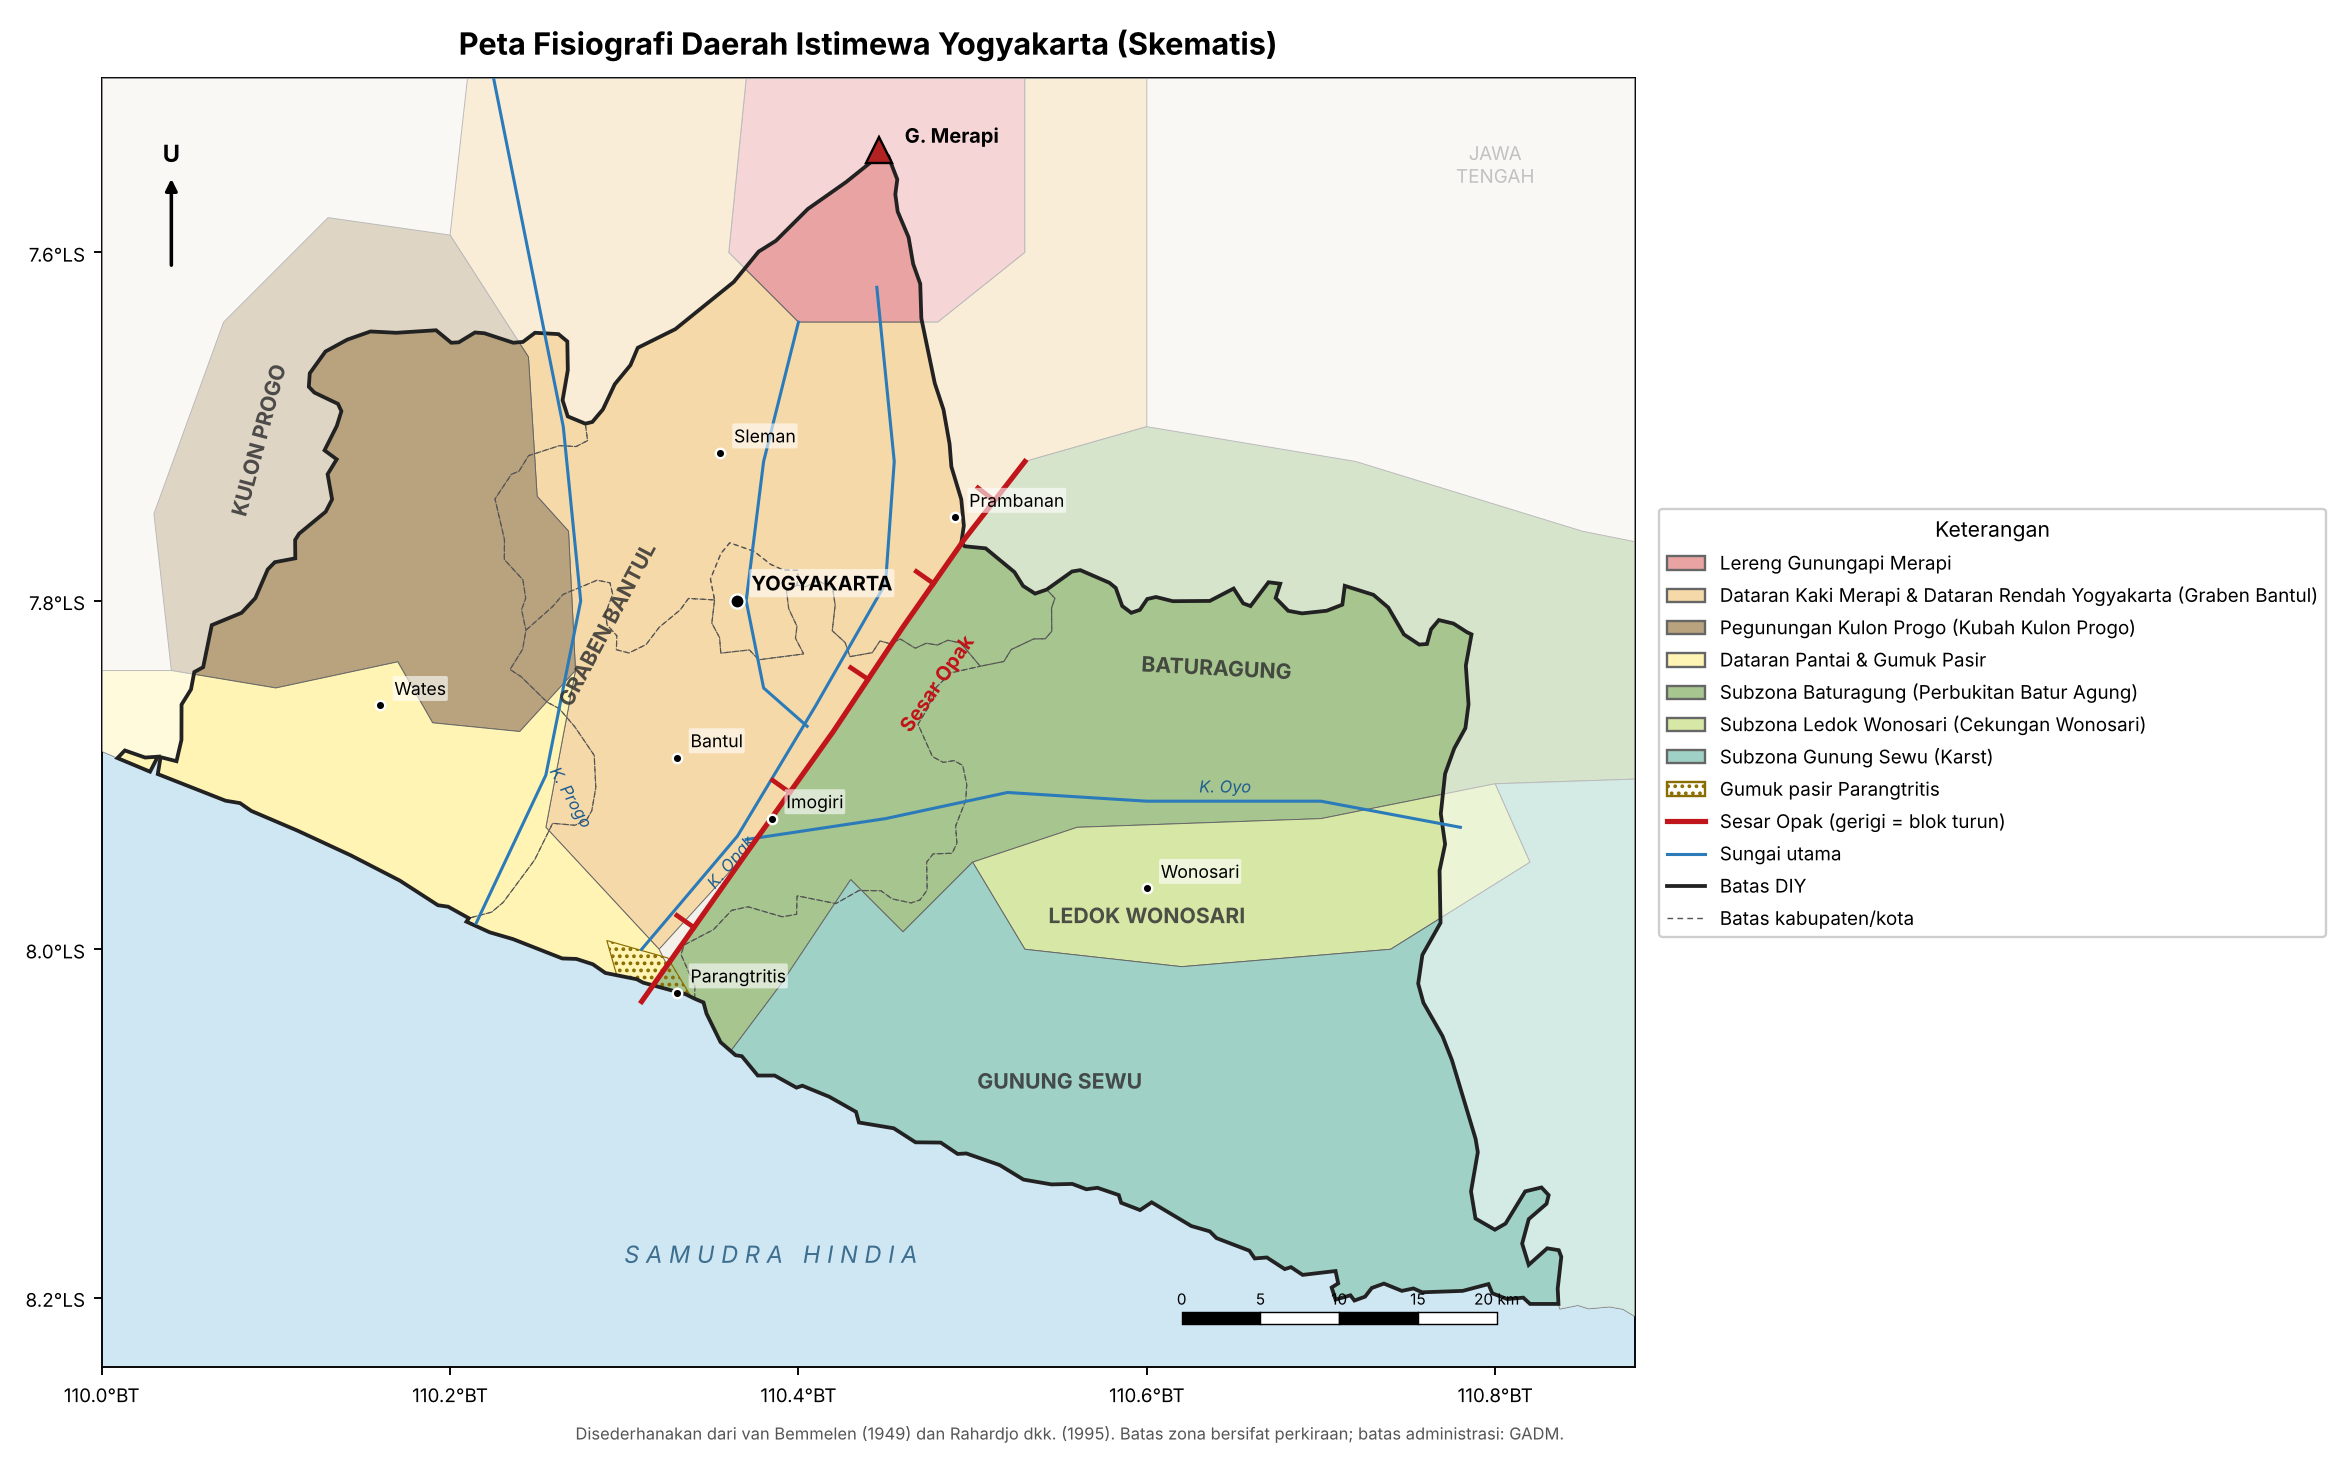 Peta Fisiografi Daerah Istimewa Yogyakarta (Skematis)
U
G. Merapi
JAWA
TENGAH
7.6°LS
KULON PROGO
Sleman
Prambanan
GRABEN BANTUL
YOGYAKARTA
7.8°LS
Sesar Opak
BATURAGUNG
Wates
Bantul
K. Progo
Imogiri
K. Oyo
K. Opak
Wonosari
LEDOK WONOSARI
8.0°LS
Parangtritis
GUNUNG SEWU
SAMUDRA HINDIA
8.2°LS
0 5 10 15 20 km
110.0°BT 110.2°BT 110.4°BT 110.6°BT 110.8°BT
Keterangan
Lereng Gunungapi Merapi
Dataran Kaki Merapi & Dataran Rendah Yogyakarta (Graben Bantul)
Pegunungan Kulon Progo (Kubah Kulon Progo)
Dataran Pantai & Gumuk Pasir
Subzona Baturagung (Perbukitan Batur Agung)
Subzona Ledok Wonosari (Cekungan Wonosari)
Subzona Gunung Sewu (Karst)
Gumuk pasir Parangtritis
Sesar Opak (gerigi = blok turun)
Sungai utama
Batas DIY
Batas kabupaten/kota
Disederhanakan dari van Bemmelen (1949) dan Rahardjo dkk. (1995). Batas zona bersifat perkiraan; batas administrasi: GADM.